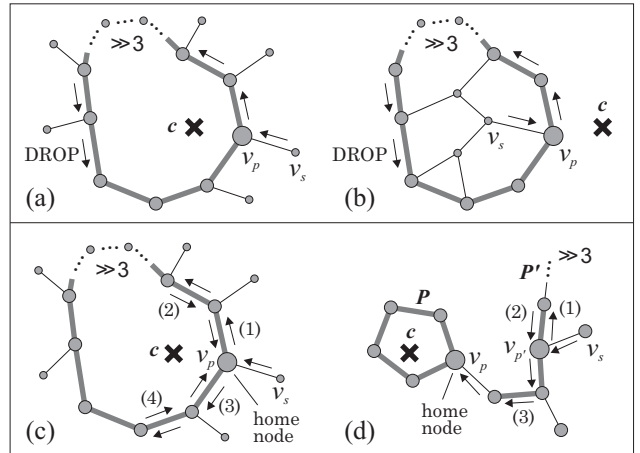 ≫3
c
DROP
v_p
v_s
(a)
≫3
c
DROP
v_s
v_p
(b)
≫3
(2)
(1)
c
v_p
(4)
(3)
v_s
home
node
(c)
P'
≫3
P
(2)
(1)
c
v_p
v_p'
v_s
(3)
home
node
(d)